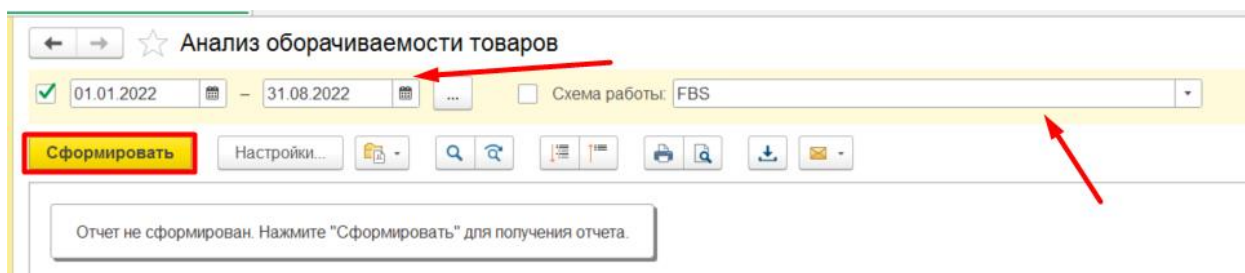 Анализ оборачиваемости товаров
01.01.2022 – 31.08.2022 ... Схема работы: FBS
Сформировать Настройки...
Отчет не сформирован. Нажмите "Сформировать" для получения отчета.